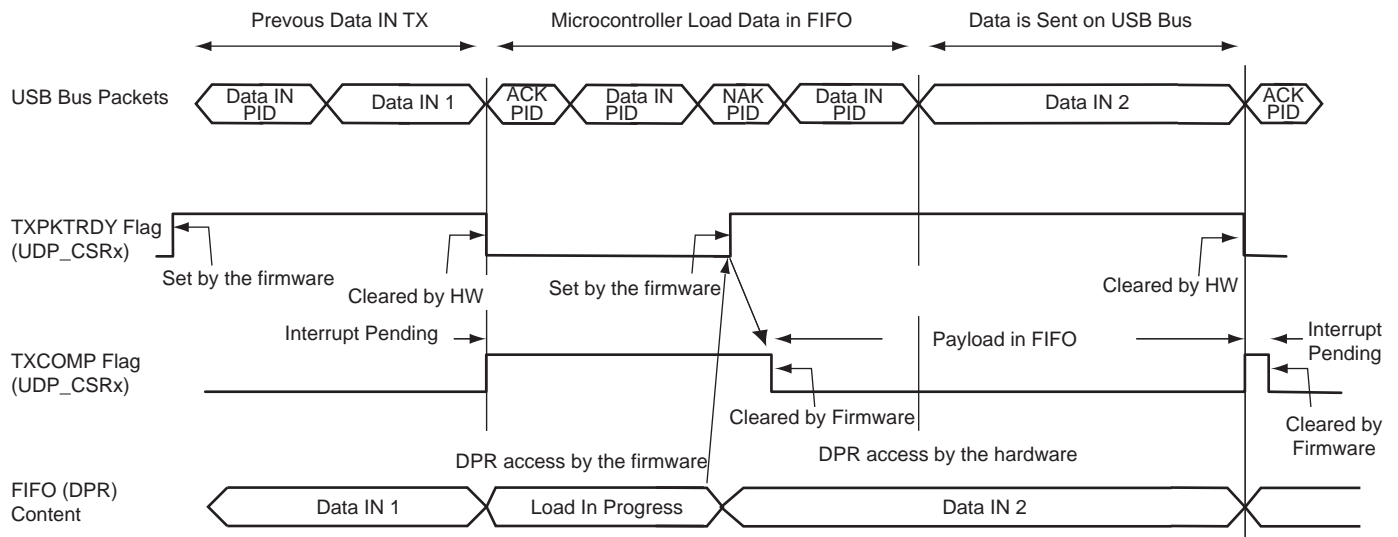 Prevous Data IN TX
Microcontroller Load Data in FIFO
Data is Sent on USB Bus
USB Bus Packets
Data IN
PID
Data IN 1
ACK
PID
Data IN
PID
NAK
PID
Data IN
PID
Data IN 2
ACK
PID
TXPKTRDY Flag
(UDP_CSRx)
Set by the firmware
Cleared by HW
Set by the firmware
Cleared by HW
Interrupt Pending
Payload in FIFO
Interrupt
Pending
TXCOMP Flag
(UDP_CSRx)
Cleared by Firmware
Cleared by
Firmware
DPR access by the firmware
DPR access by the hardware
FIFO (DPR)
Content
Data IN 1
Load In Progress
Data IN 2